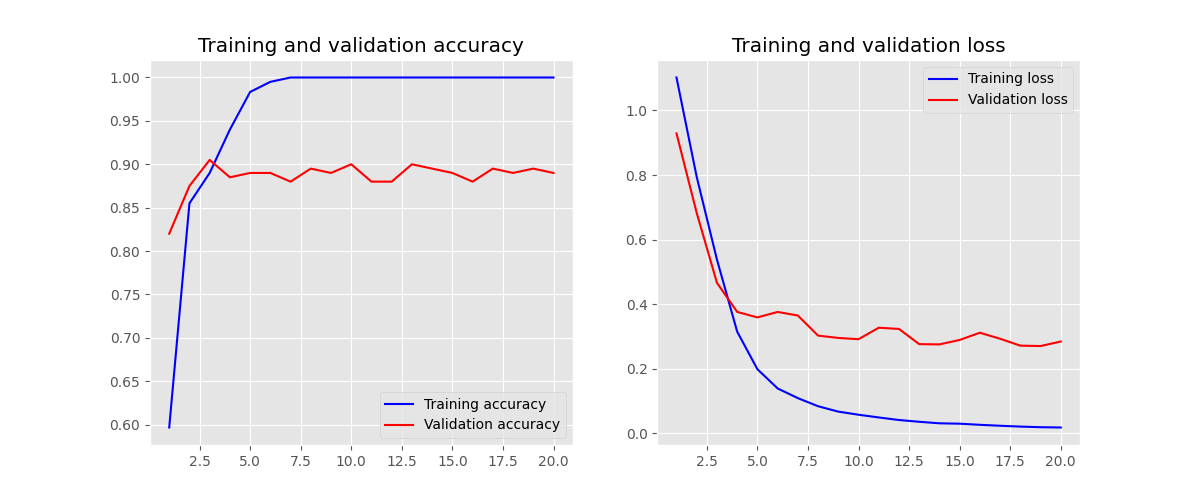 Training and validation accuracy
1.00
0.95
0.90
0.85
0.80
0.75
0.70
0.65
0.60
Training accuracy
Validation accuracy
2.5 5.0 7.5 10.0 12.5 15.0 17.5 20.0
Training and validation loss
Training loss
Validation loss
1.0
0.8
0.6
0.4
0.2
0.0
2.5 5.0 7.5 10.0 12.5 15.0 17.5 20.0